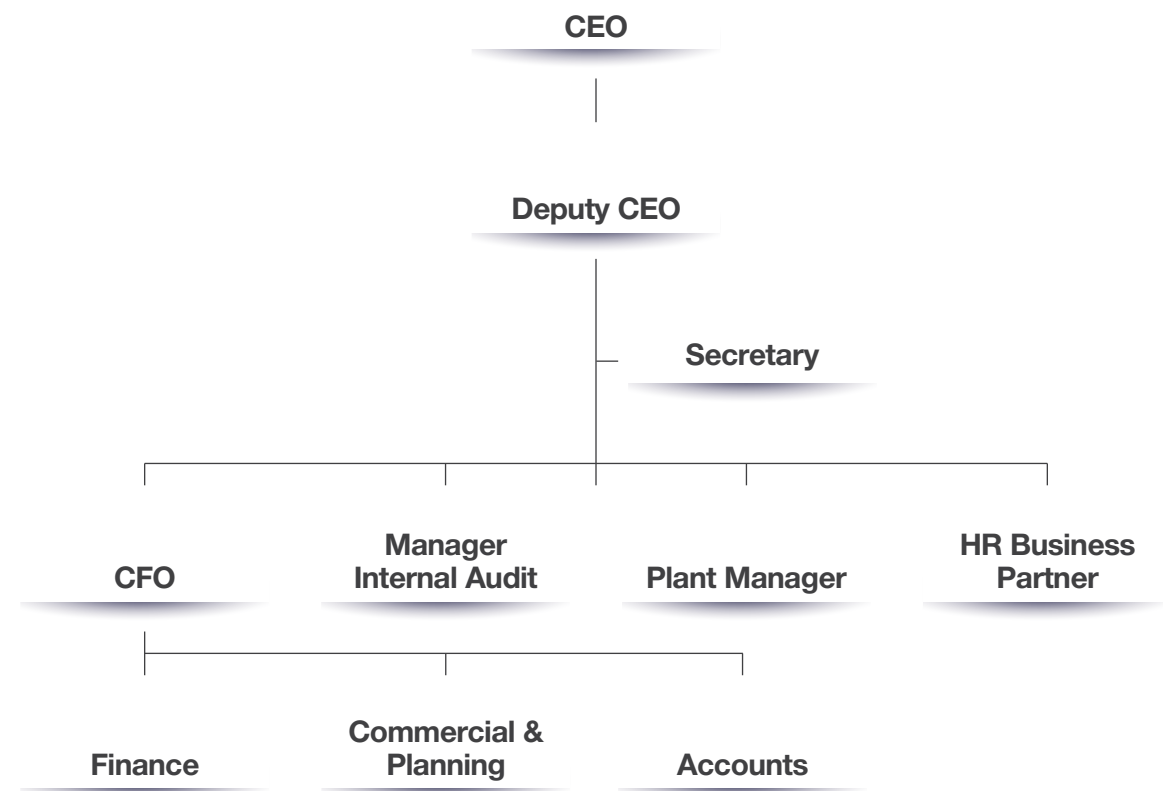 CEO
Deputy CEO
Secretary
CFO
Manager
Internal Audit
Plant Manager
HR Business
Partner
Finance
Commercial &
Planning
Accounts